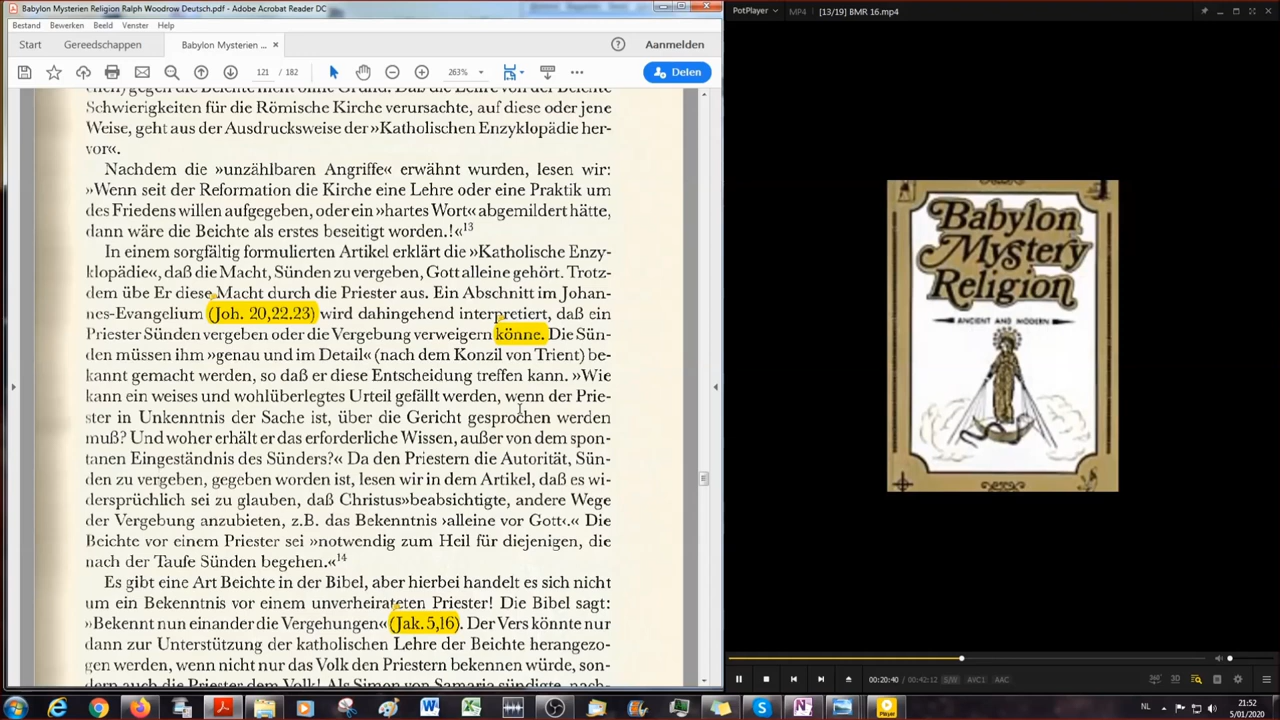 Babylon Mysterien Religion Ralph Woodrow Deutsch.pdf - Adobe Acrobat Reader DC
Bestand Bewerken Beeld Venster Help
Start Gereedschappen Babylon Mysterien ... × Aanmelden
121 / 182 263% Delen
Schwierigkeiten für die Römische Kirche verursachte, auf diese oder jene
Weise, geht aus der Ausdrucksweise der »Katholischen Enzyklopädie her-
vor«.
Nachdem die »unzählbaren Angriffe« erwähnt wurden, lesen wir:
»Wenn seit der Reformation die Kirche eine Lehre oder eine Praktik um
des Friedens willen aufgegeben, oder ein »hartes Wort« abgemildert hätte,
dann wäre die Beichte als erstes beseitigt worden.!«13
In einem sorgfältig formulierten Artikel erklärt die »Katholische Enzy-
klopädie«, daß die Macht, Sünden zu vergeben, Gott alleine gehört. Trotz-
dem übe Er diese Macht durch die Priester aus. Ein Abschnitt im Johan-
nes-Evangelium (Joh. 20,22.23) wird dahingehend interpretiert, daß ein
Priester Sünden vergeben oder die Vergebung verweigern könne. Die Sün-
den müssen ihm »genau und im Detail« (nach dem Konzil von Trient) be-
kannt gemacht werden, so daß er diese Entscheidung treffen kann. »Wie
kann ein weises und wohlüberlegtes Urteil gefällt werden, wenn der Prie-
ster in Unkenntnis der Sache ist, über die Gericht gesprochen werden
muß? Und woher erhält er das erforderliche Wissen, außer von dem spon-
tanen Eingeständnis des Sünders?« Da den Priestern die Autorität, Sün-
den zu vergeben, gegeben worden ist, lesen wir in dem Artikel, daß es wi-
dersprüchlich sei zu glauben, daß Christus»beabsichtigte, andere Wege
der Vergebung anzubieten, z.B. das Bekenntnis ›alleine vor Gott‹.« Die
Beichte vor einem Priester sei »notwendig zum Heil für diejenigen, die
nach der Taufe Sünden begehen.«14
Es gibt eine Art Beichte in der Bibel, aber hierbei handelt es sich nicht
um ein Bekenntnis vor einem unverheirateten Priester! Die Bibel sagt:
»Bekennt nun einander die Vergehungen« (Jak. 5,16). Der Vers könnte nur
dann zur Unterstützung der katholischen Lehre der Beichte herangezo-
gen werden, wenn nicht nur das Volk den Priestern bekennen würde, son-
dern auch die Priester dem Volk! Als Simon von Samaria sündigte, nach-
PotPlayer MP4 [13/19] BMR 16.mp4
Babylon
Mystery
Religion
ANCIENT AND MODERN
00:20:40 / 00:42:12 S/W AVC1 AAC
360° 3D
NL 21:52
5/01/2020